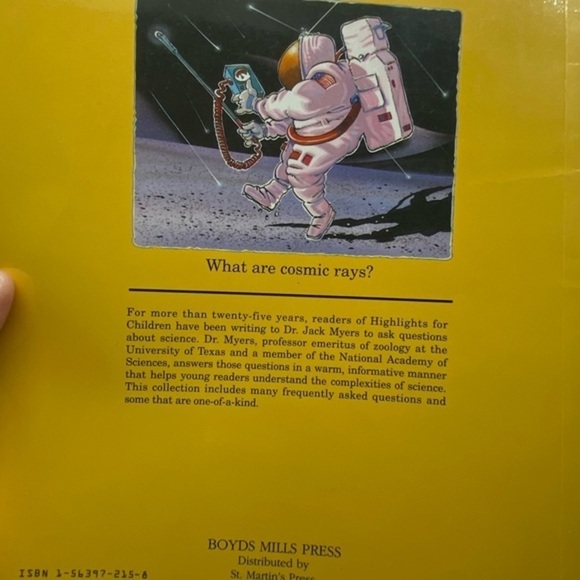 What are cosmic rays?
For more than twenty-five years, readers of Highlights for
Children have been writing to Dr. Jack Myers to ask questions
about science. Dr. Myers, professor emeritus of zoology at the
University of Texas and a member of the National Academy of
Sciences, answers those questions in a warm, informative manner
that helps young readers understand the complexities of science.
This collection includes many frequently asked questions and
some that are one-of-a-kind.
BOYDS MILLS PRESS
Distributed by
St. Martin's Press
ISBN 1-56397-215-8